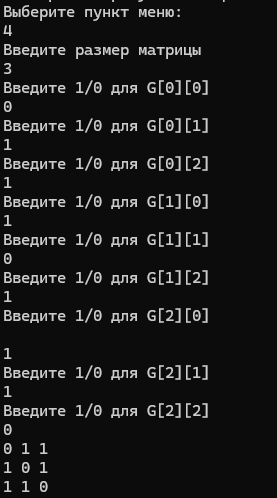 Выберите пункт меню:
4
Введите размер матрицы
3
Введите 1/0 для G[0][0]
0
Введите 1/0 для G[0][1]
1
Введите 1/0 для G[0][2]
1
Введите 1/0 для G[1][0]
1
Введите 1/0 для G[1][1]
0
Введите 1/0 для G[1][2]
1
Введите 1/0 для G[2][0]
1
Введите 1/0 для G[2][1]
1
Введите 1/0 для G[2][2]
0
0 1 1
1 0 1
1 1 0